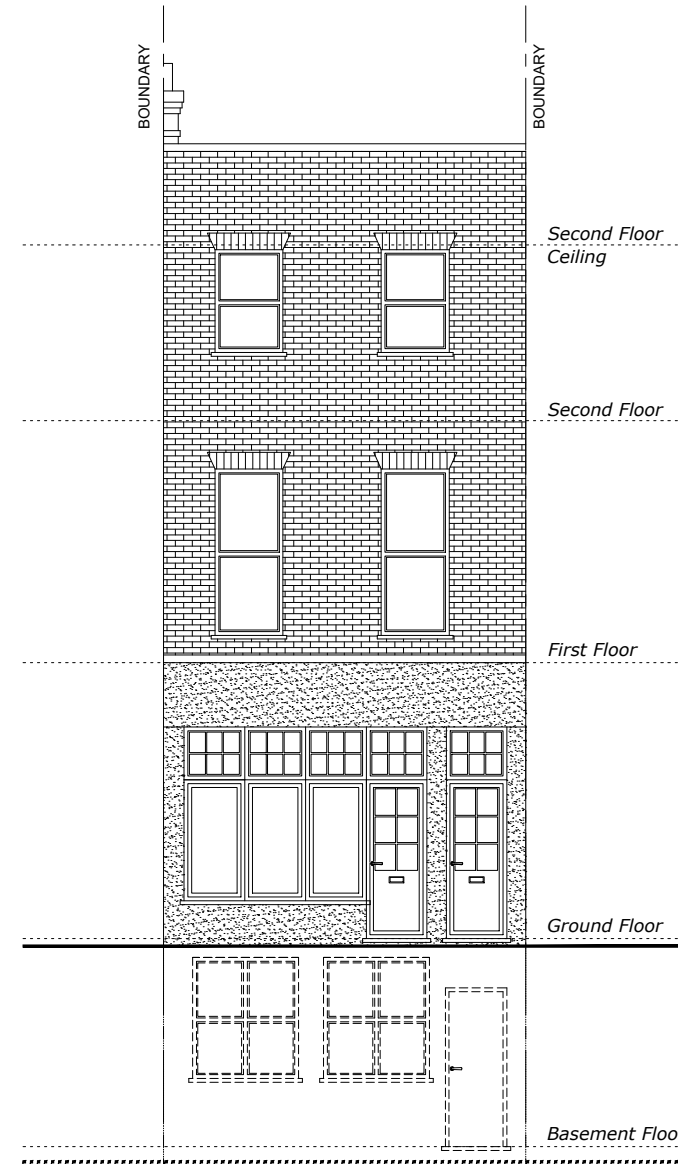 BOUNDARY
BOUNDARY
Second Floor
Ceiling
Second Floor
First Floor
Ground Floor
Basement Floo